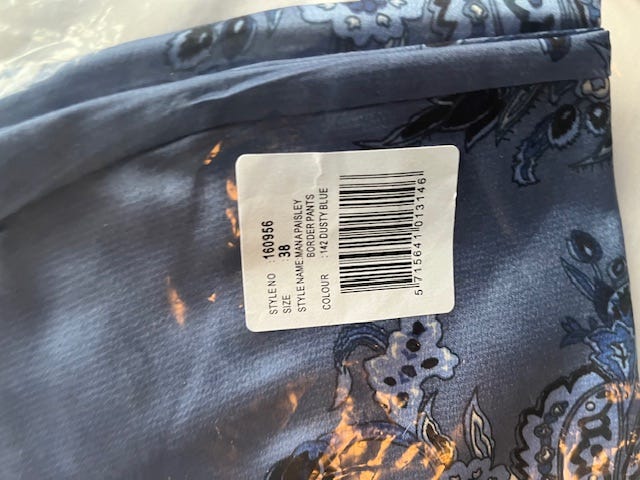 STYLE NO :160956
SIZE :38
STYLE NAME:MANA PAISLEY
BORDER PANTS
COLOUR :142 DUSTY BLUE
5 715641 013146